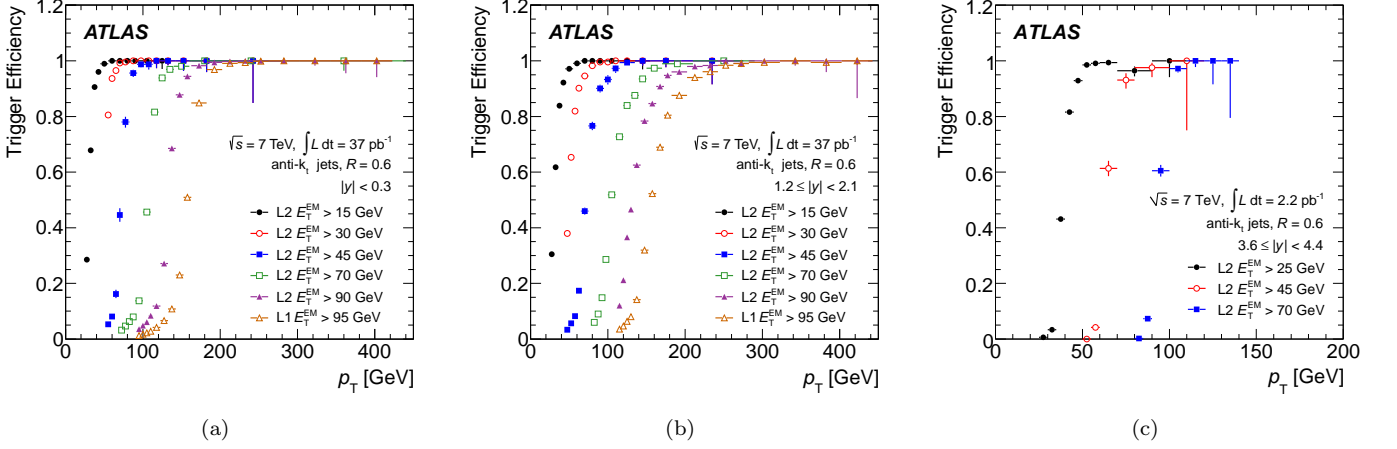 Trigger Efficiency
1.2
1
0.8
0.6
0.4
0.2
0
ATLAS
√s = 7 TeV, ∫L dt = 37 pb⁻¹
anti-kₜ jets, R = 0.6
|y| < 0.3
L2 E_T^EM > 15 GeV
L2 E_T^EM > 30 GeV
L2 E_T^EM > 45 GeV
L2 E_T^EM > 70 GeV
L2 E_T^EM > 90 GeV
L1 E_T^EM > 95 GeV
0 100 200 300 400
p_T [GeV]
(a)
Trigger Efficiency
1.2
1
0.8
0.6
0.4
0.2
0
ATLAS
√s = 7 TeV, ∫L dt = 37 pb⁻¹
anti-kₜ jets, R = 0.6
1.2 ≤ |y| < 2.1
L2 E_T^EM > 15 GeV
L2 E_T^EM > 30 GeV
L2 E_T^EM > 45 GeV
L2 E_T^EM > 70 GeV
L2 E_T^EM > 90 GeV
L1 E_T^EM > 95 GeV
0 100 200 300 400
p_T [GeV]
(b)
Trigger Efficiency
1.2
1
0.8
0.6
0.4
0.2
0
ATLAS
√s = 7 TeV, ∫L dt = 2.2 pb⁻¹
anti-kₜ jets, R = 0.6
3.6 ≤ |y| < 4.4
L2 E_T^EM > 25 GeV
L2 E_T^EM > 45 GeV
L2 E_T^EM > 70 GeV
0 50 100 150 200
p_T [GeV]
(c)